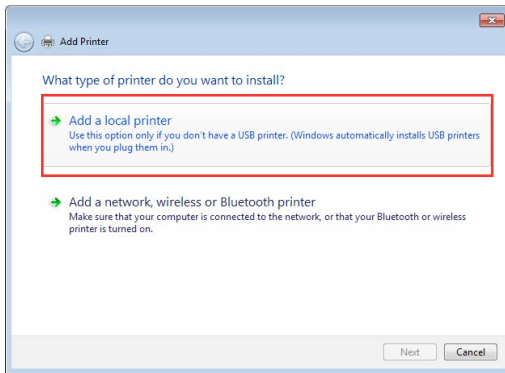 Add Printer
What type of printer do you want to install?
Add a local printer
Use this option only if you don't have a USB printer. (Windows automatically installs USB printers
when you plug them in.)
Add a network, wireless or Bluetooth printer
Make sure that your computer is connected to the network, or that your Bluetooth or wireless
printer is turned on.
Next
Cancel